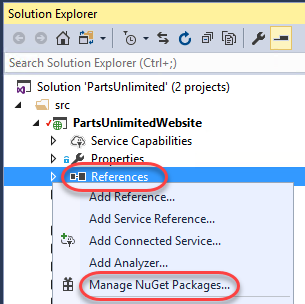 Solution Explorer
Search Solution Explorer (Ctrl+;)
Solution 'PartsUnlimited' (2 projects)
src
PartsUnlimitedWebsite
Service Capabilities
Properties
References
Add Reference...
Add Service Reference...
Add Connected Service...
Add Analyzer...
Manage NuGet Packages...